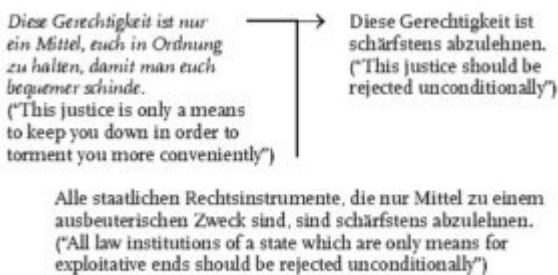 Diese Gerechtigkeit ist nur
ein Mittel, euch in Ordnung
zu halten, damit man euch
bequemer schinde.
("This justice is only a means
to keep you down in order to
torment you more conveniently")
Diese Gerechtigkeit ist
schärfstens abzulehnen.
("This justice should be
rejected unconditionally")
Alle staatlichen Rechtsinstrumente, die nur Mittel zu einem
ausbeuterischen Zweck sind, sind schärfstens abzulehnen.
("All law institutions of a state which are only means for
exploitative ends should be rejected unconditionally")